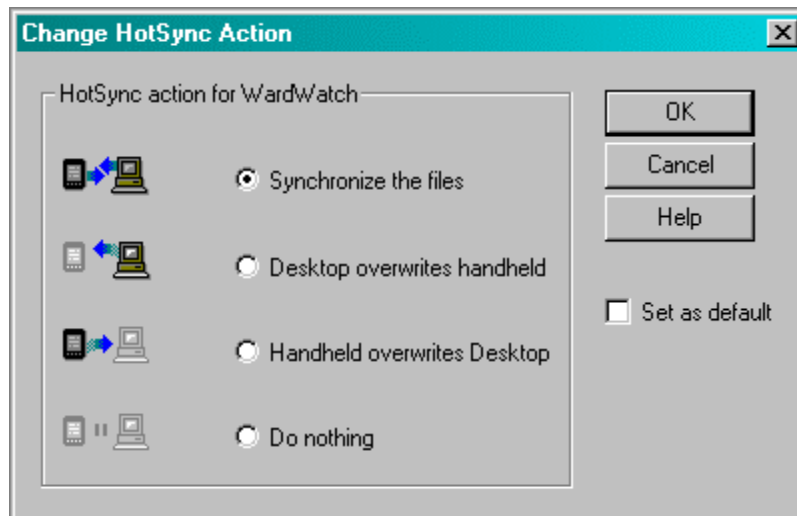 Change HotSync Action
HotSync action for WardWatch
Synchronize the files
Desktop overwrites handheld
Handheld overwrites Desktop
Do nothing
OK
Cancel
Help
Set as default